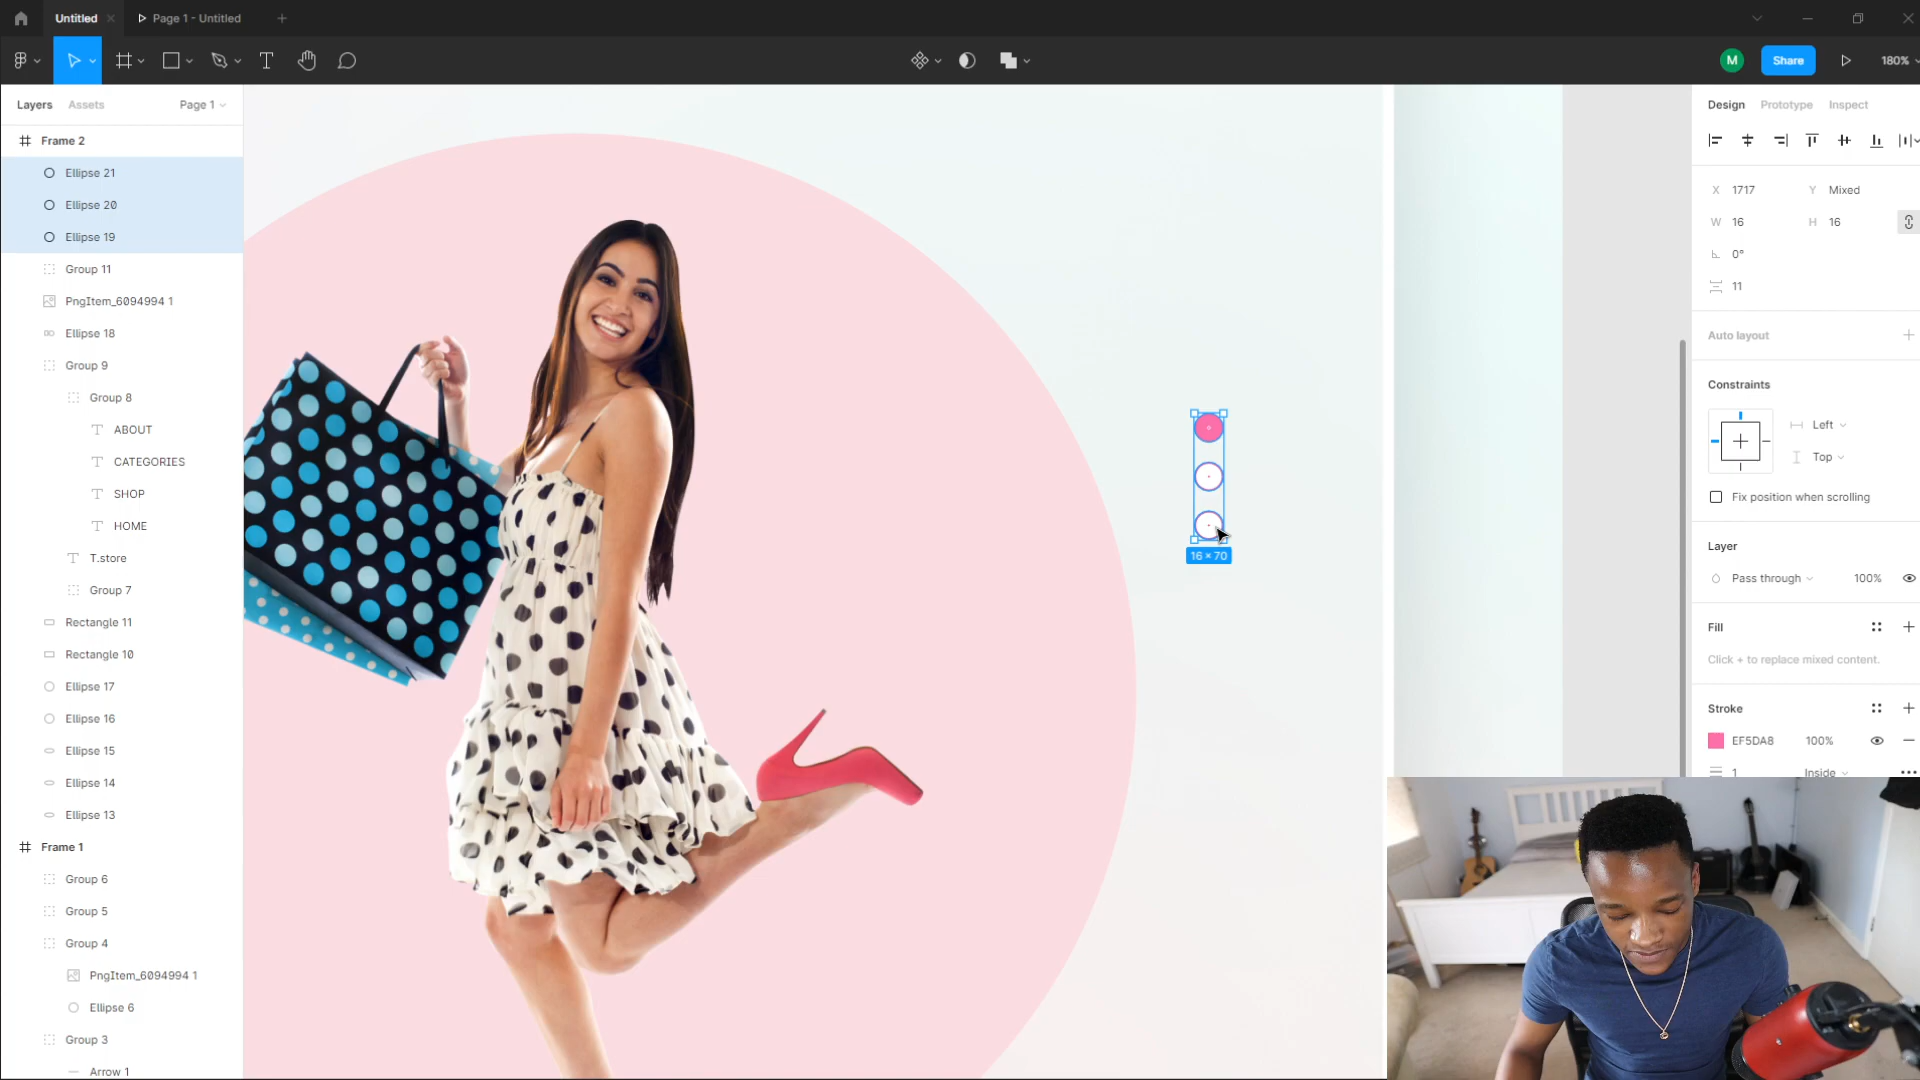 Untitled
Page 1 - Untitled
M
Share
180%
Layers
Assets
Page 1
Frame 2
Ellipse 21
Ellipse 20
Ellipse 19
Group 11
PngItem_6094994 1
Ellipse 18
Group 9
Group 8
ABOUT
CATEGORIES
SHOP
HOME
T.store
Group 7
Rectangle 11
Rectangle 10
Ellipse 17
Ellipse 16
Ellipse 15
Ellipse 14
Ellipse 13
Frame 1
Group 6
Group 5
Group 4
PngItem_6094994 1
Ellipse 6
Group 3
Arrow 1
16 × 70
Design
Prototype
Inspect
X 1717
Y Mixed
W 16
H 16
0°
11
Auto layout
Constraints
Left
Top
Fix position when scrolling
Layer
Pass through
100%
Fill
Click + to replace mixed content.
Stroke
EF5DA8
100%
1
Inside